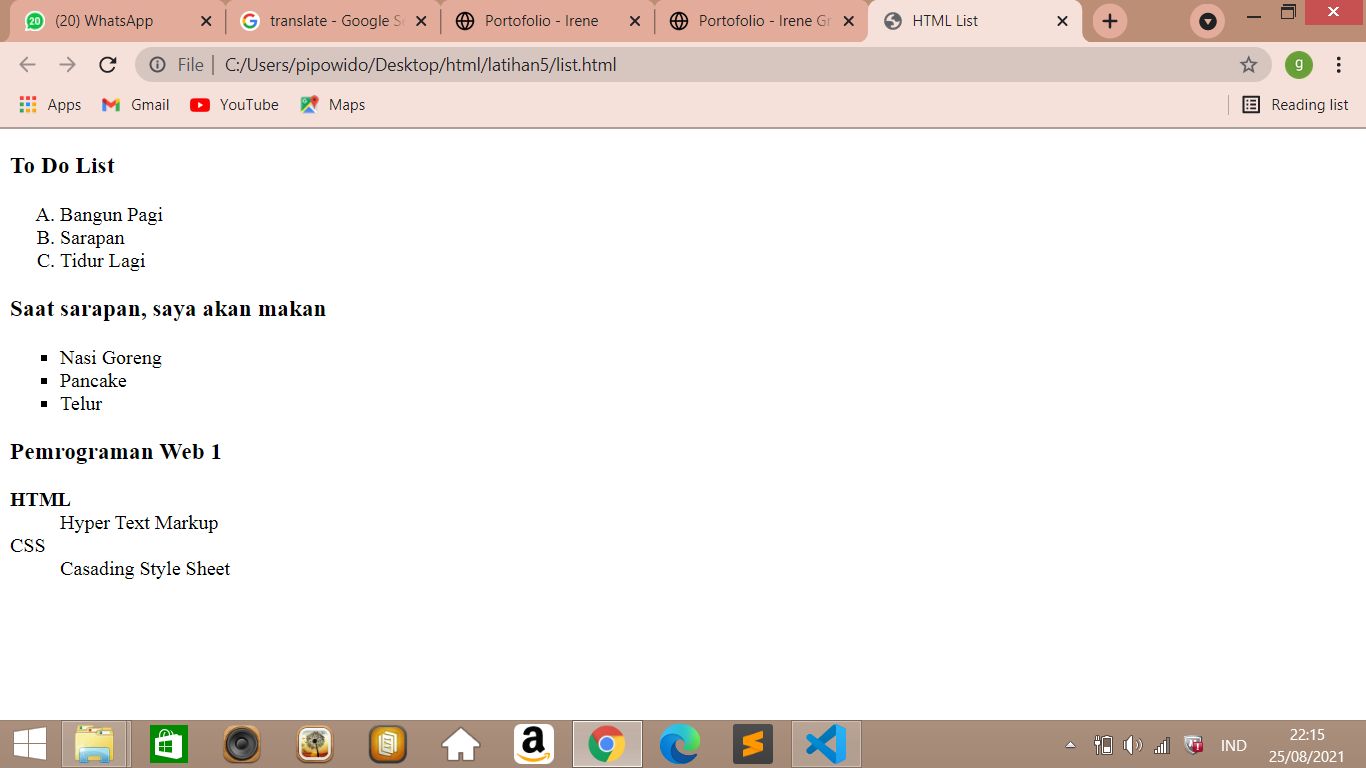 (20) WhatsApp
translate - Google S
Portofolio - Irene
Portofolio - Irene Gr
HTML List
File | C:/Users/pipowido/Desktop/html/latihan5/list.html
g
Apps
Gmail
YouTube
Maps
Reading list
To Do List
A. Bangun Pagi
B. Sarapan
C. Tidur Lagi
Saat sarapan, saya akan makan
Nasi Goreng
Pancake
Telur
Pemrograman Web 1
HTML
Hyper Text Markup
CSS
Casading Style Sheet
IND
22:15
25/08/2021